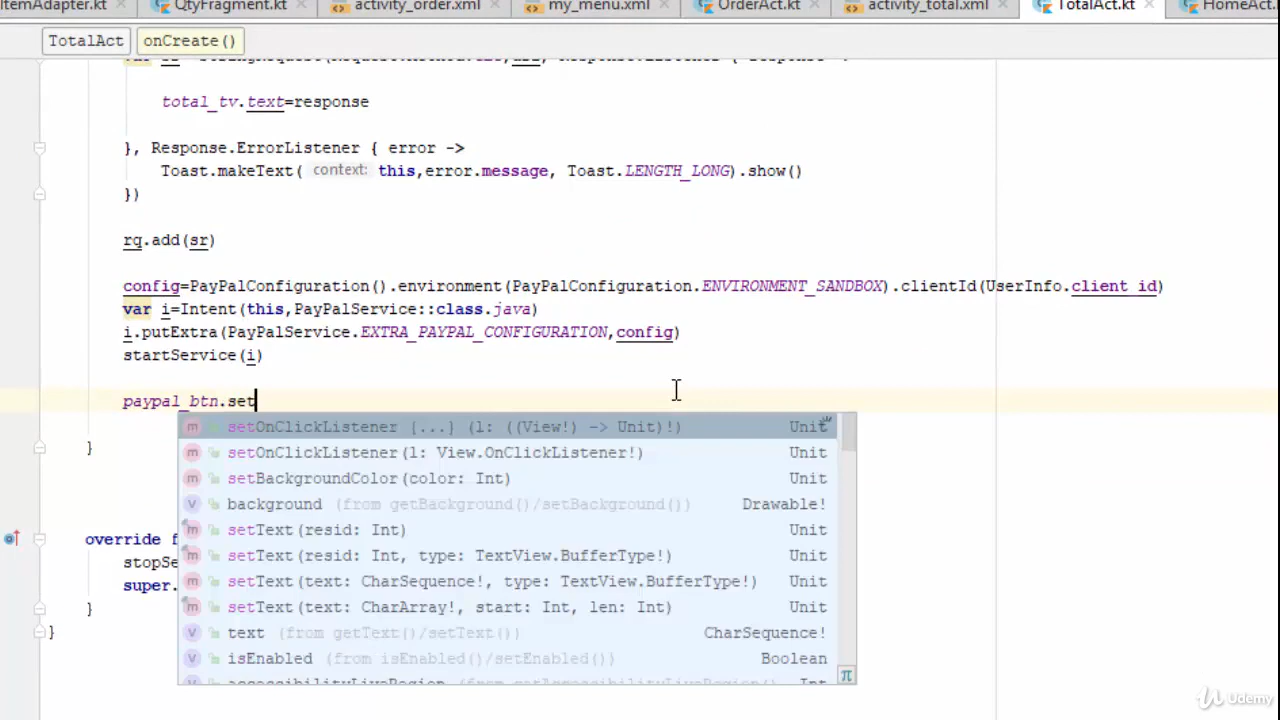 ItemAdapter.kt QtyFragment.kt activity_order.xml my_menu.xml OrderAct.kt activity_total.xml TotalAct.kt HomeAct.
TotalAct onCreate()
total_tv.text=response
}, Response.ErrorListener { error ->
Toast.makeText( context: this,error.message, Toast.LENGTH_LONG).show()
})
rq.add(sr)
config=PayPalConfiguration().environment(PayPalConfiguration.ENVIRONMENT_SANDBOX).clientId(UserInfo.client_id)
var i=Intent(this,PayPalService::class.java)
i.putExtra(PayPalService.EXTRA_PAYPAL_CONFIGURATION,config)
startService(i)
paypal_btn.set
setOnClickListener {...} (l: ((View!) -> Unit)!) Unit
setOnClickListener(l: View.OnClickListener!) Unit
setBackgroundColor(color: Int) Unit
background (from getBackground()/setBackground()) Drawable!
setText(resid: Int) Unit
setText(resid: Int, type: TextView.BufferType!) Unit
setText(text: CharSequence!, type: TextView.BufferType!) Unit
setText(text: CharArray!, start: Int, len: Int) Unit
text (from getText()/setText()) CharSequence!
isEnabled (from isEnabled()/setEnabled()) Boolean
}
override f
stopSe
super.
}
}
Udemy